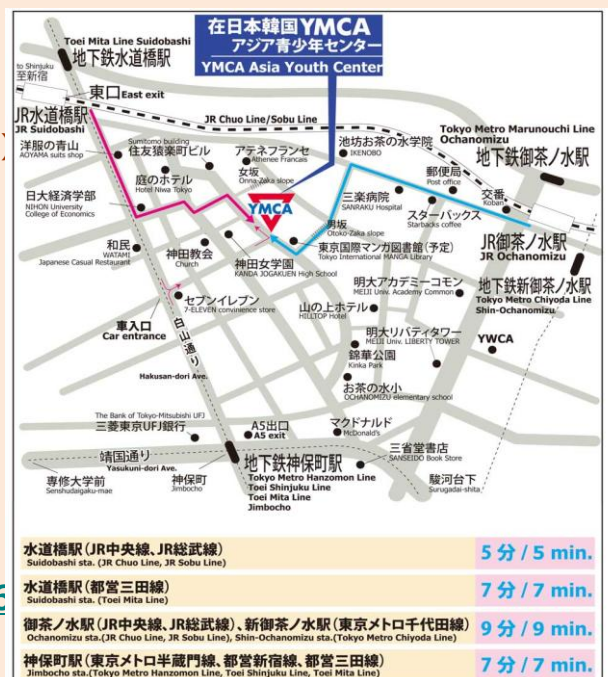 在日本韓国YMCA
アジア青少年センター
YMCA Asia Youth Center
Toei Mita Line Suidobashi
地下鉄水道橋駅
to Shinjuku
至新宿
東口East exit
JR水道橋駅
JR Suidobashi
JR Chuo Line/Sobu Line
Tokyo Metro Marunouchi Line
Ochanomizu
地下鉄御茶ノ水駅
洋服の青山
AOYAMA suits shop
Sumitomo building
住友猿楽町ビル
アテネフランセ
Athenee Francais
池坊お茶の水学院
IKENOBO
郵便局
Post office
交番
Koban
庭のホテル
Hotel Niwa Tokyo
女坂
Onna-Zaka slope
三楽病院
SANRAKU Hospital
スターバックス
Starbacks coffee
日大経済学部
NIHON University
College of Economics
YMCA
男坂
Otoko-Zaka slope
JR御茶ノ水駅
JR Ochanomizu
和民
WATAMI
Japanese Casual Restaurant
神田教会
Church
神田女学園
KANDA JOGAKUEN High School
東京国際マンガ図書館(予定)
Tokyo International MANGA Library
地下鉄新御茶ノ水駅
Tokyo Metro Chiyoda Line
Shin-Ochanomizu
セブンイレブン
7-ELEVEN convinience store
明大アカデミーコモン
MEIJI Univ. Academy Common
山の上ホテル
HILLTOP Hotel
車入口
Car entrance
白山通り
Hakusan-dori Ave.
明大リバティタワー
MEIJI Univ. LIBERTY TOWER
YWCA
錦華公園
Kinka Park
お茶の水小
OCHANOMIZU elementary school
The Bank of Tokyo-Mitsubishi UFJ
三菱東京UFJ銀行
A5出口
A5 exit
マクドナルド
McDonald's
靖国通り
Yasukuni-dori Ave.
地下鉄神保町駅
Tokyo Metro Hanzomon Line
Toei Shinjuku Line
Toei Mita Line
Jimbocho
三省堂書店
SANSEIDO Book Store
専修大学前
Senshudaigaku-mae
神保町
Jimbocho
駿河台下
Surugadai-shita
水道橋駅(JR中央線、JR総武線)
Suidobashi sta. (JR Chuo Line, JR Sobu Line)
5 分 / 5 min.
水道橋駅(都営三田線)
Suidobashi sta. (Toei Mita Line)
7 分 / 7 min.
御茶ノ水駅(JR中央線、JR総武線)、新御茶ノ水駅(東京メトロ千代田線)
Ochanomizu sta.(JR Chuo Line, JR Sobu Line), Shin-Ochanomizu sta.(Tokyo Metro Chiyoda Line)
9 分 / 9 min.
神保町駅(東京メトロ半蔵門線、都営新宿線、都営三田線)
Jimbocho sta.(Tokyo Metro Hanzomon Line, Toei Shinjuku Line, Toei Mita Line)
7 分 / 7 min.